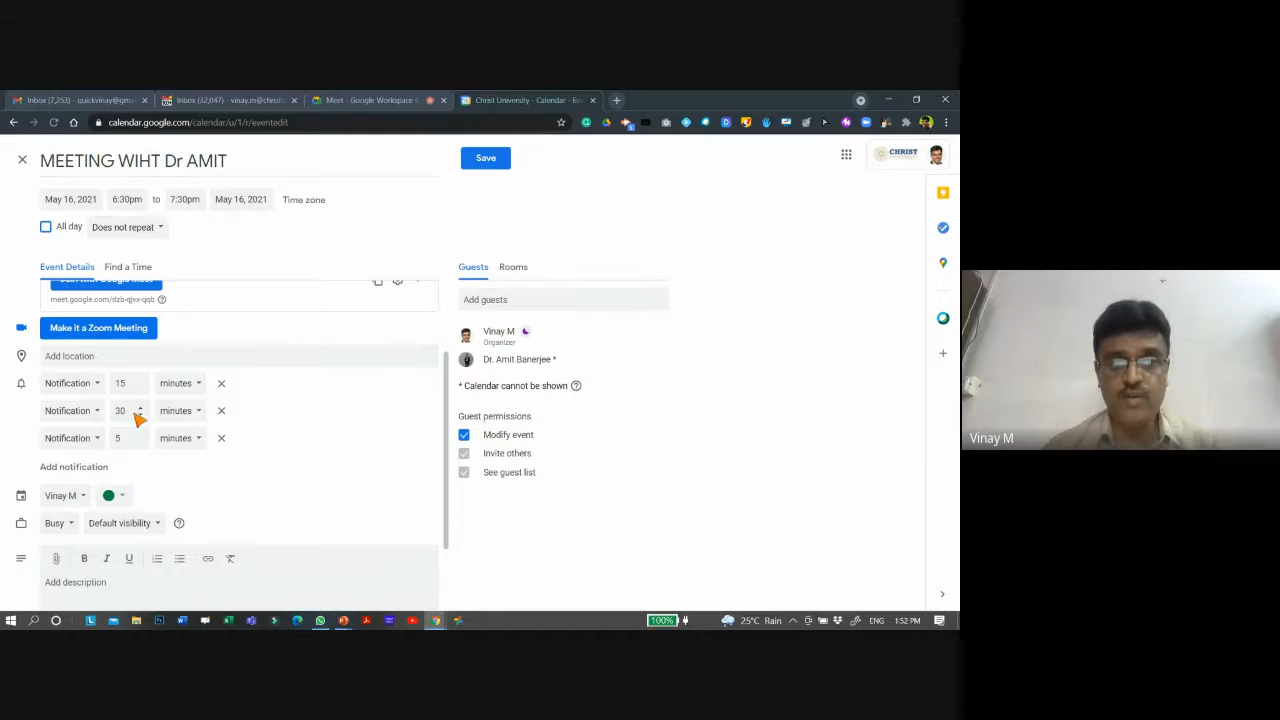 Inbox (7,253) - quickvinay@gma
Inbox (32,047) - vinay.m@christu
Meet - Google Workspace
Christ University - Calendar - Eve
calendar.google.com/calendar/u/1/r/eventedit
MEETING WIHT Dr AMIT
Save
CHRIST
May 16, 2021 6:30pm to 7:30pm May 16, 2021 Time zone
All day Does not repeat
Event Details Find a Time
Guests Rooms
meet.google.com/dzb-qjvx-qqb
Make it a Zoom Meeting
Add location
Notification 15 minutes
Notification 30 minutes
Notification 5 minutes
Add notification
Vinay M
Busy Default visibility
B I U
Add description
Add guests
Vinay M
Organizer
Dr. Amit Banerjee *
* Calendar cannot be shown
Guest permissions
Modify event
Invite others
See guest list
100% 25°C Rain ENG 1:52 PM
Vinay M